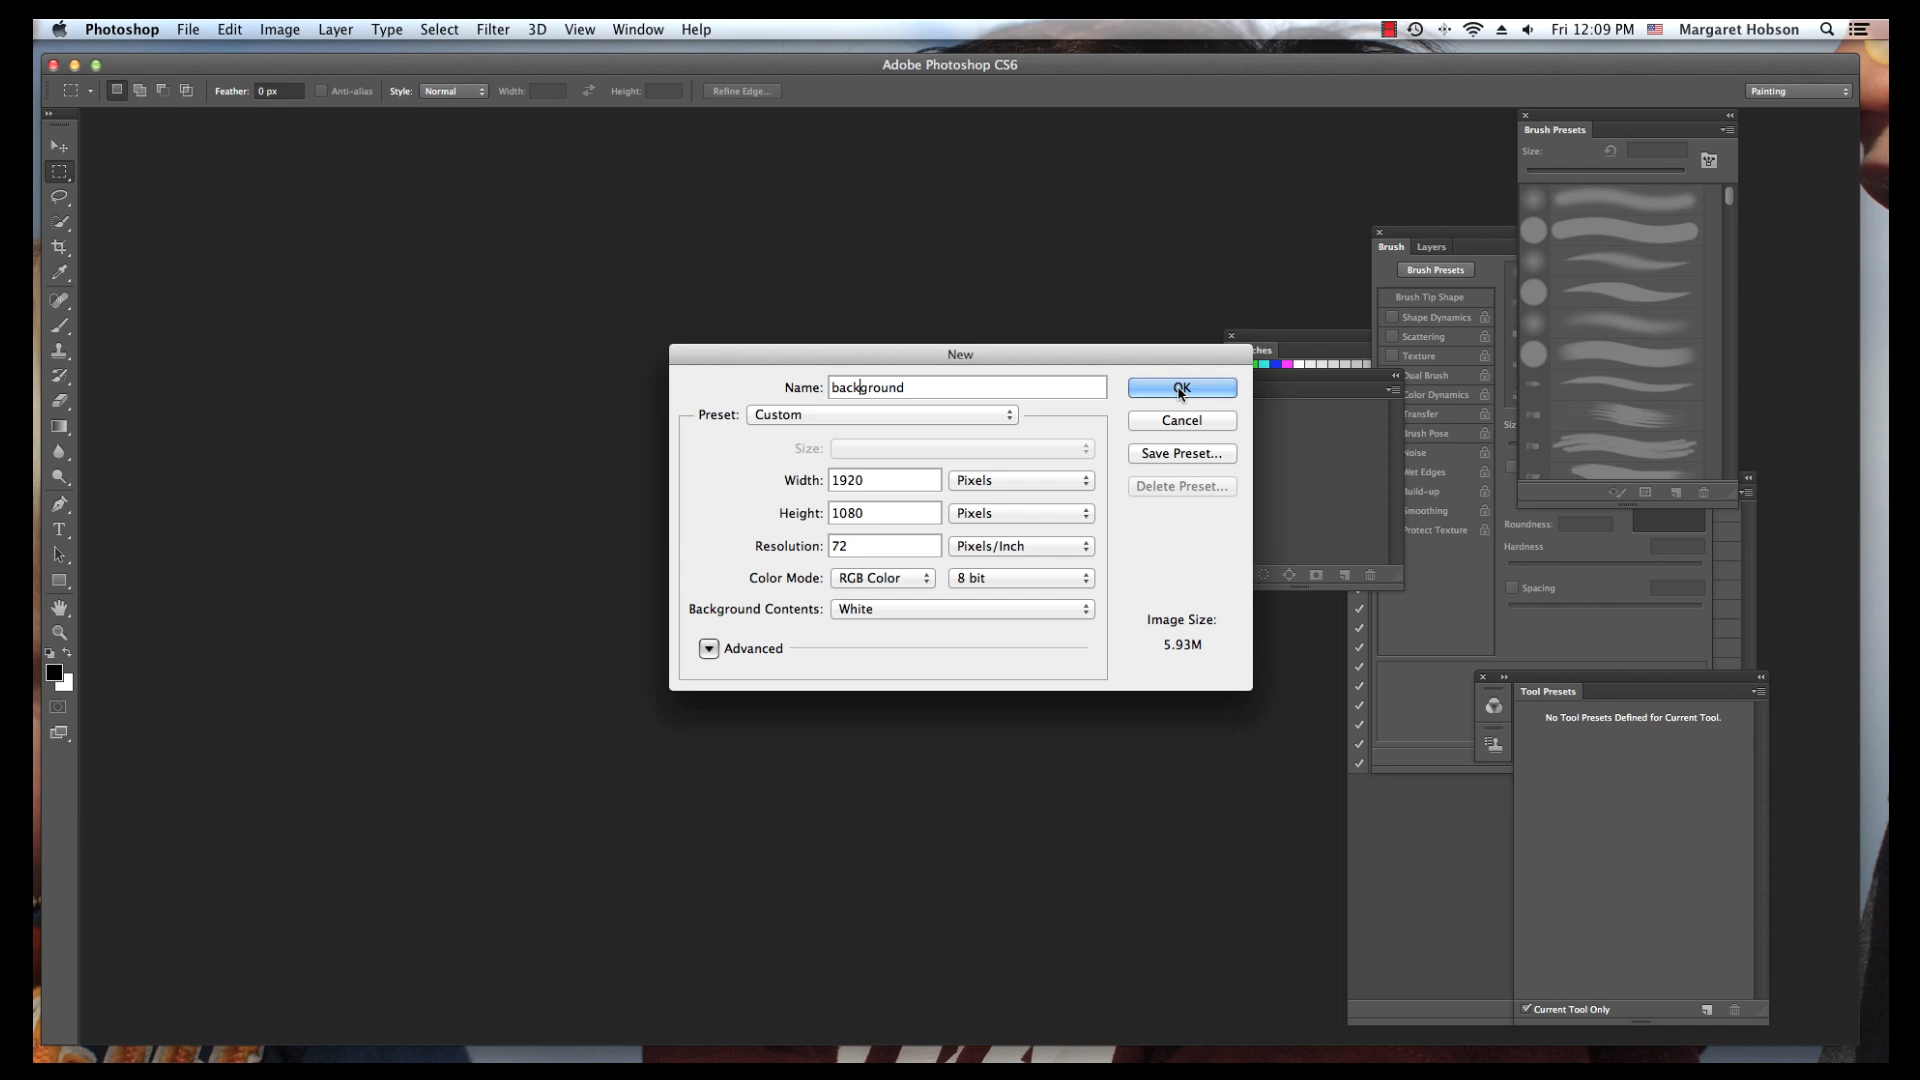 Photoshop File Edit Image Layer Type Select Filter 3D View Window Help Fri 12:09 PM Margaret Hobson
Adobe Photoshop CS6
Feather: 0 px Anti-alias Style: Normal Width: Height: Refine Edge... Painting
Brush Presets
Size:
Brush Layers
Brush Presets
Brush Tip Shape
Shape Dynamics
Scattering
Texture
Dual Brush
Color Dynamics
Transfer
Brush Pose
Noise
Wet Edges
Build-up
Smoothing
Protect Texture
ches
Siz
Roundness:
Hardness
Spacing
New
Name: background
OK
Preset: Custom
Cancel
Size:
Save Preset...
Width: 1920 Pixels
Delete Preset...
Height: 1080 Pixels
Resolution: 72 Pixels/Inch
Color Mode: RGB Color 8 bit
Background Contents: White
Image Size:
5.93M
Advanced
Tool Presets
No Tool Presets Defined for Current Tool.
Current Tool Only